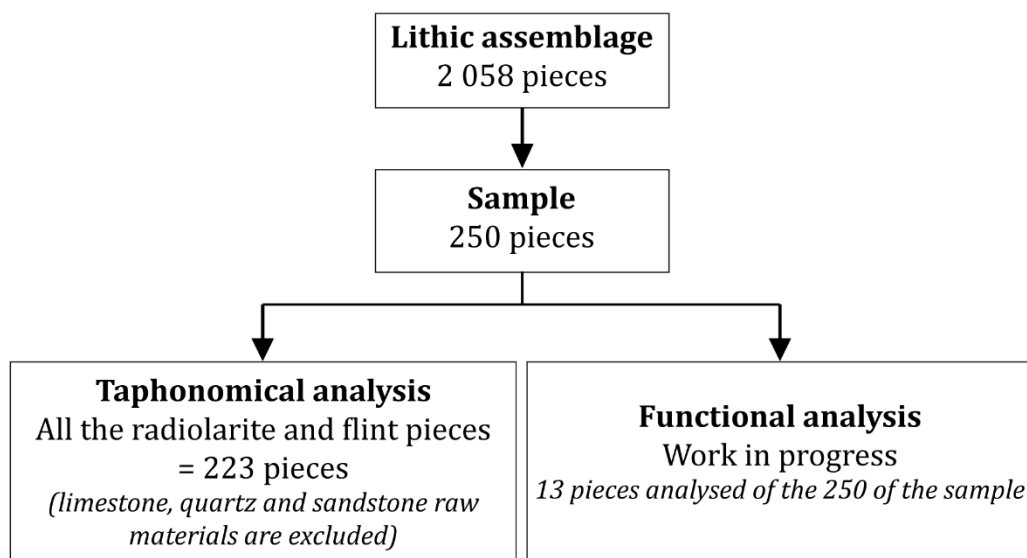 Lithic assemblage
2 058 pieces
Sample
250 pieces
Taphonomical analysis
All the radiolarite and flint pieces
= 223 pieces
(limestone, quartz and sandstone raw
materials are excluded)
Functional analysis
Work in progress
13 pieces analysed of the 250 of the sample